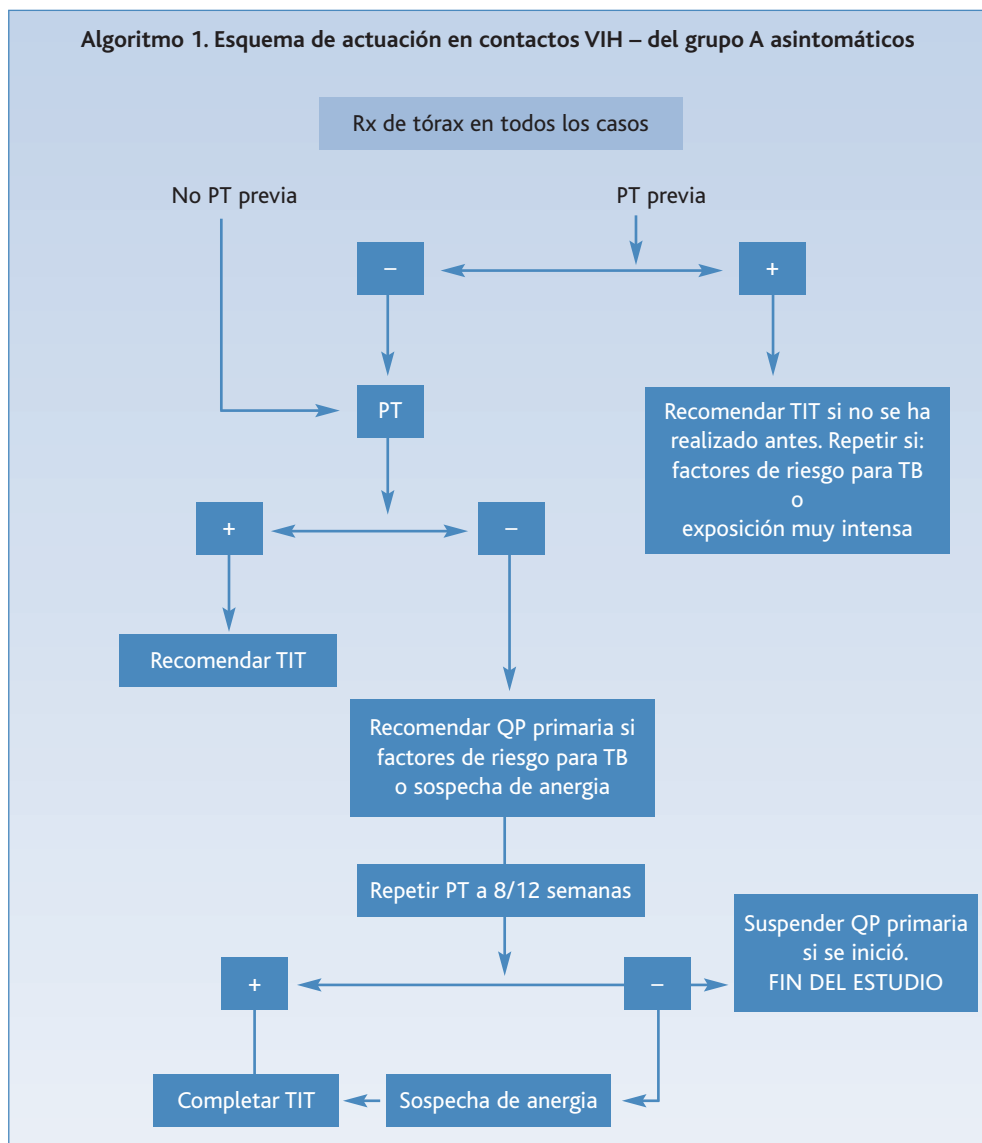 Algoritmo 1. Esquema de actuación en contactos VIH – del grupo A asintomáticos
Rx de tórax en todos los casos
No PT previa
PT previa
–
+
PT
Recomendar TIT si no se ha
realizado antes. Repetir si:
factores de riesgo para TB
o
exposición muy intensa
+
–
Recomendar TIT
Recomendar QP primaria si
factores de riesgo para TB
o sospecha de anergia
Repetir PT a 8/12 semanas
+
–
Suspender QP primaria
si se inició.
FIN DEL ESTUDIO
Completar TIT
Sospecha de anergia